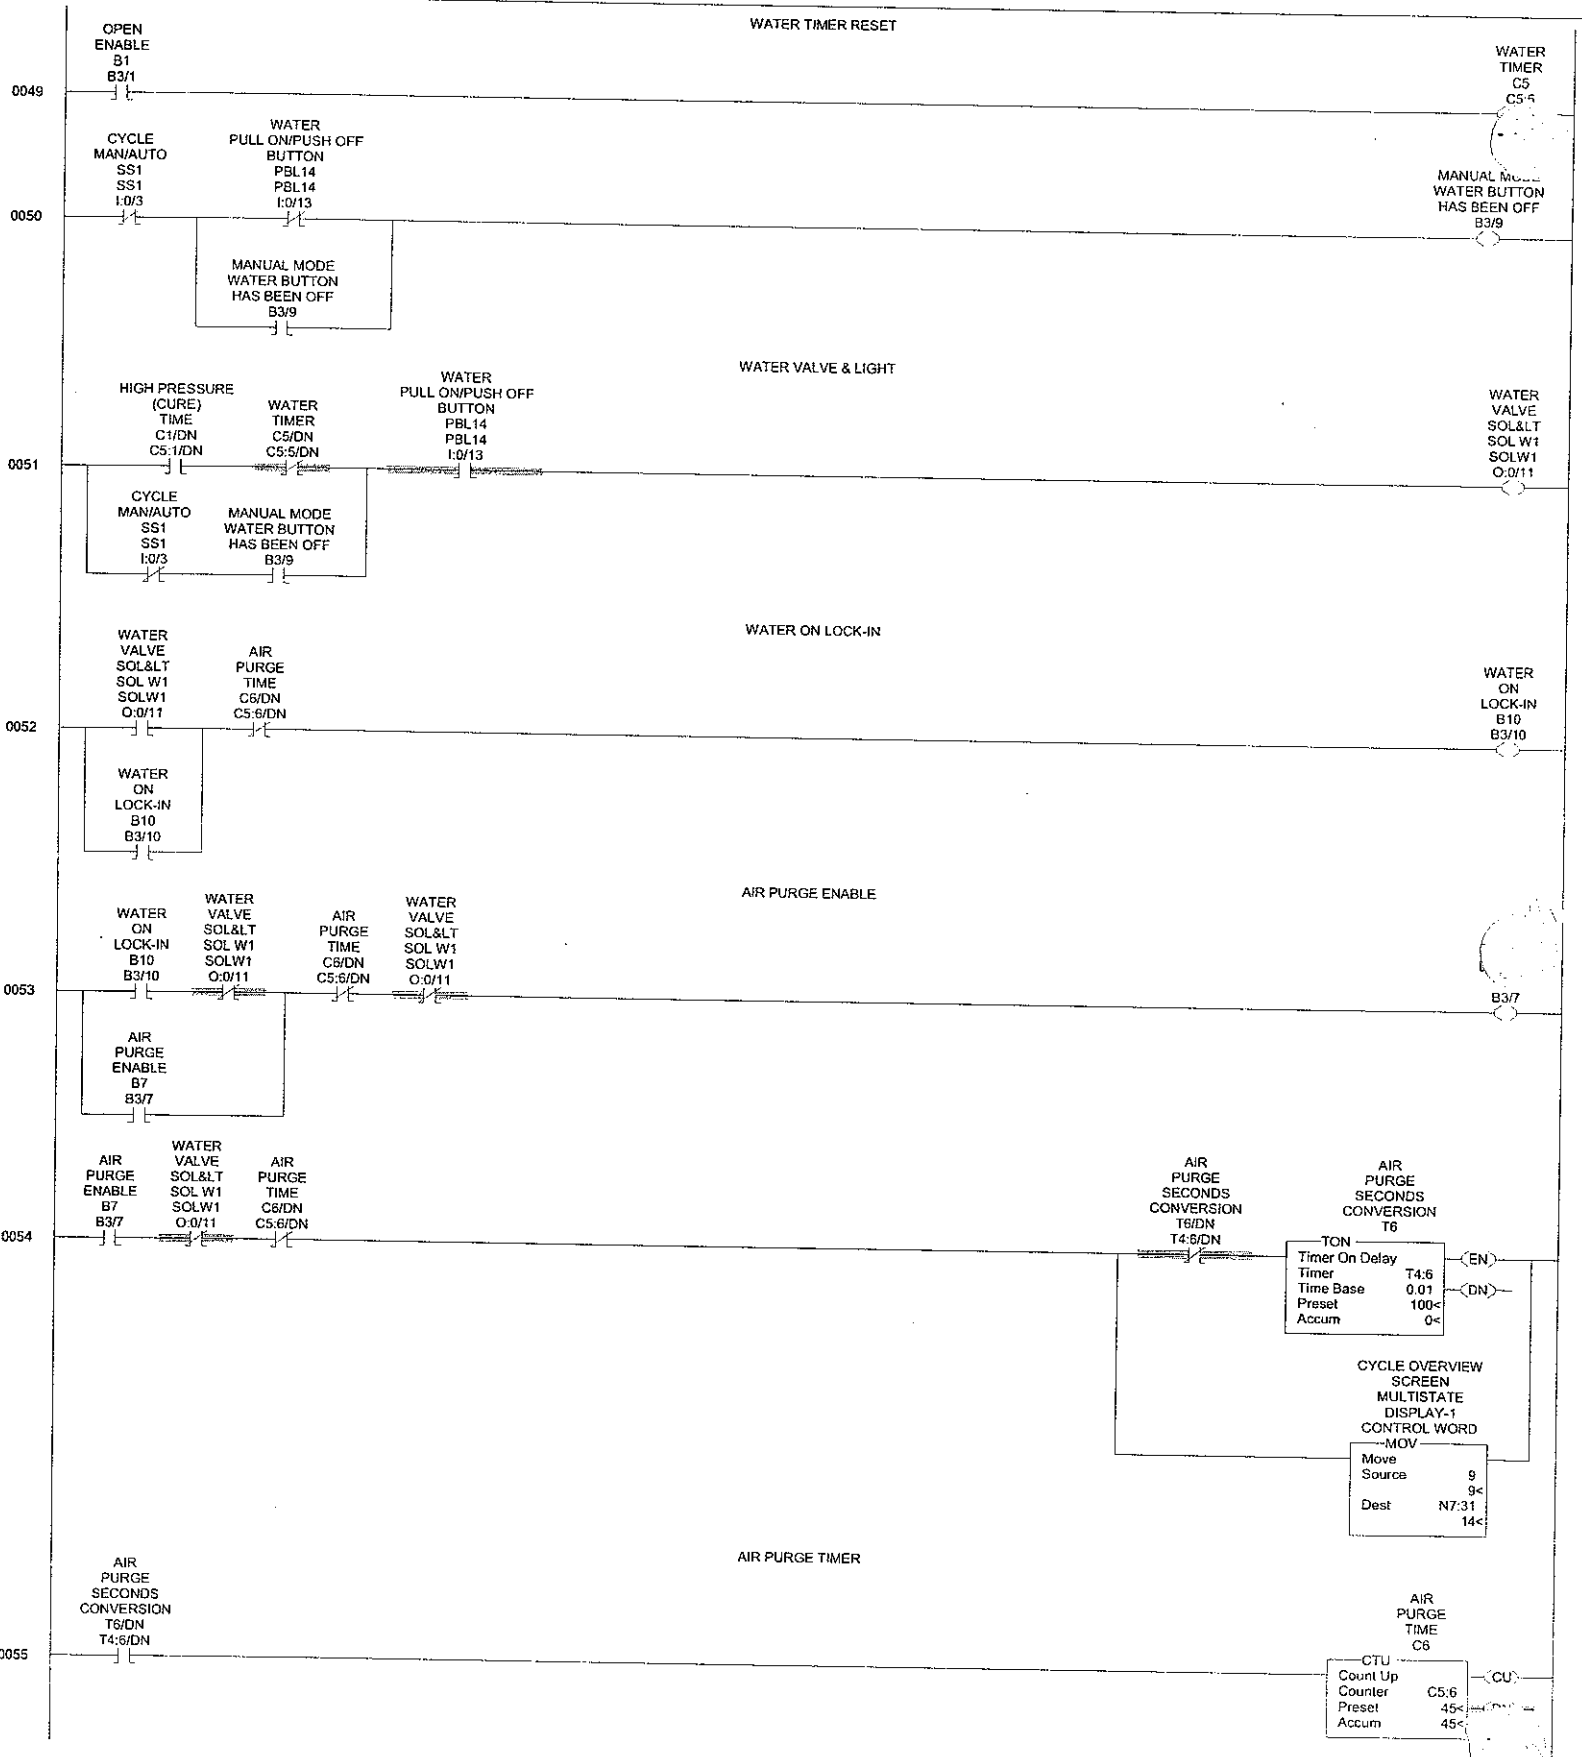 WATER TIMER RESET
OPEN
ENABLE
B1
B3/1
WATER
TIMER
C5
C5:5
0049
CYCLE
MAN/AUTO
SS1
SS1
I:0/3
WATER
PULL ON/PUSH OFF
BUTTON
PBL14
PBL14
I:0/13
MANUAL
WATER BUTTON
HAS BEEN OFF
B3/9
0050
MANUAL MODE
WATER BUTTON
HAS BEEN OFF
B3/9
WATER VALVE & LIGHT
HIGH PRESSURE
(CURE)
TIME
C1/DN
C5:1/DN
WATER
TIMER
C5/DN
C5:5/DN
WATER
PULL ON/PUSH OFF
BUTTON
PBL14
PBL14
I:0/13
WATER
VALVE
SOL&LT
SOL W1
SOLW1
O:0/11
0051
CYCLE
MAN/AUTO
SS1
SS1
I:0/3
MANUAL MODE
WATER BUTTON
HAS BEEN OFF
B3/9
WATER ON LOCK-IN
WATER
VALVE
SOL&LT
SOL W1
SOLW1
O:0/11
AIR
PURGE
TIME
C6/DN
C5:6/DN
WATER
ON
LOCK-IN
B10
B3/10
0052
WATER
ON
LOCK-IN
B10
B3/10
AIR PURGE ENABLE
WATER
ON
LOCK-IN
B10
B3/10
WATER
VALVE
SOL&LT
SOL W1
SOLW1
O:0/11
AIR
PURGE
TIME
C6/DN
C5:6/DN
WATER
VALVE
SOL&LT
SOL W1
SOLW1
O:0/11
B3/7
0053
AIR
PURGE
ENABLE
B7
B3/7
AIR
PURGE
ENABLE
B7
B3/7
WATER
VALVE
SOL&LT
SOL W1
SOLW1
O:0/11
AIR
PURGE
TIME
C6/DN
C5:6/DN
AIR
PURGE
SECONDS
CONVERSION
T6/DN
T4:6/DN
AIR
PURGE
SECONDS
CONVERSION
T6
0054
TON
Timer On Delay
Timer T4:6
Time Base 0.01
Preset 100<
Accum 0<
EN
DN
CYCLE OVERVIEW
SCREEN
MULTISTATE
DISPLAY-1
CONTROL WORD
MOV
Move
Source 9
9<
Dest N7:31
14<
AIR PURGE TIMER
AIR
PURGE
SECONDS
CONVERSION
T6/DN
T4:6/DN
AIR
PURGE
TIME
C6
0055
CTU
Count Up
Counter C5:6
Preset 45<
Accum 45<
CU